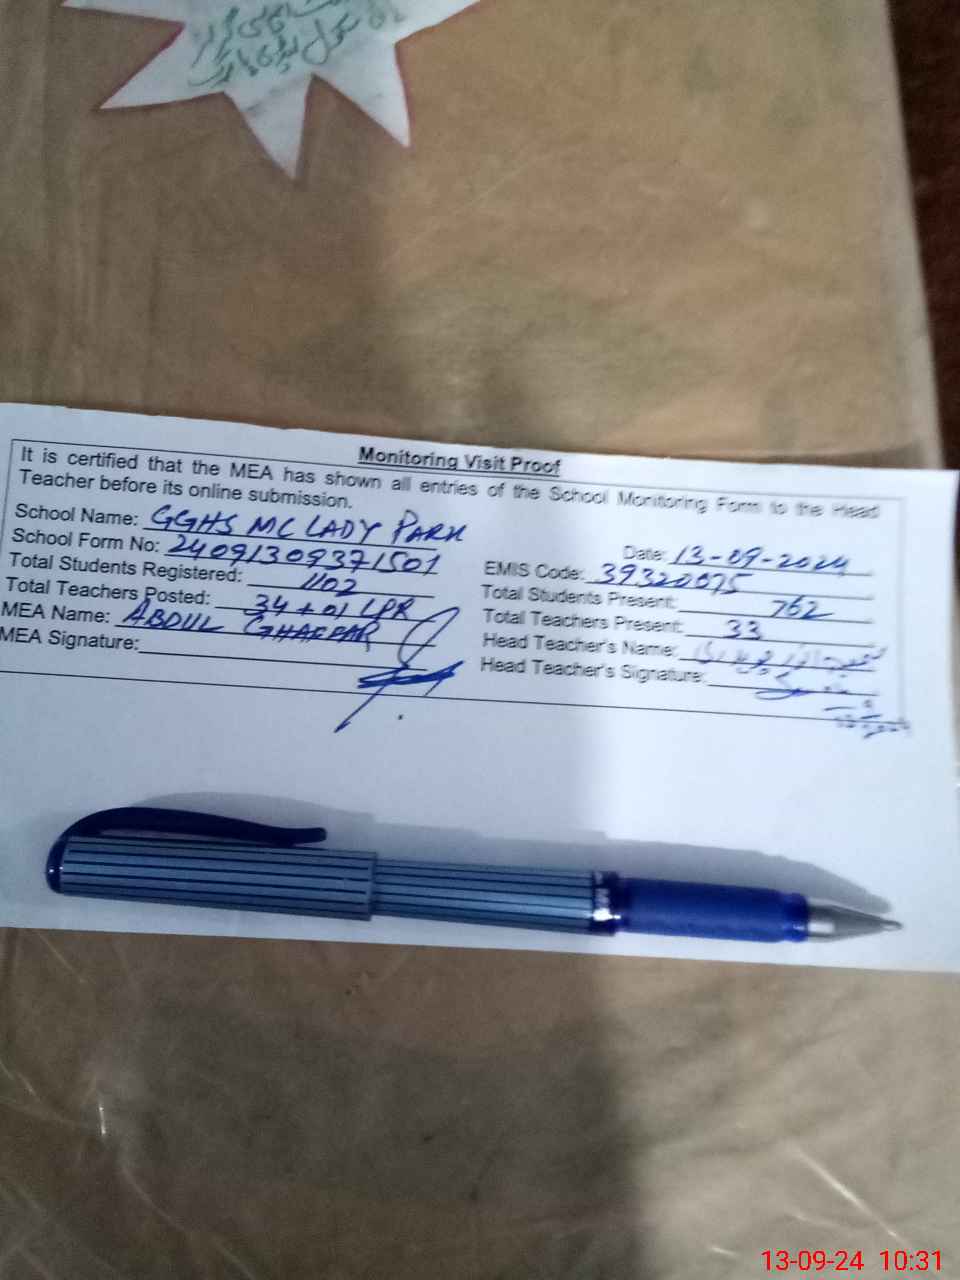 سکول لیڈی پارک
Monitoring Visit Proof
It is certified that the MEA has shown all entries of the School Monitoring Form to the Head
Teacher before its online submission.
School Name: GGHS MC LADY PARK
Date: 13-09-2024
School Form No: 24091309371501
EMIS Code: 39320075
Total Students Registered: 1102
Total Students Present: 762
Total Teachers Posted: 34+01 LPR
Total Teachers Present: 33
MEA Name: ABDUL GHAFFAR
Head Teacher's Name:
MEA Signature:
Head Teacher's Signature:
13-09-24 10:31